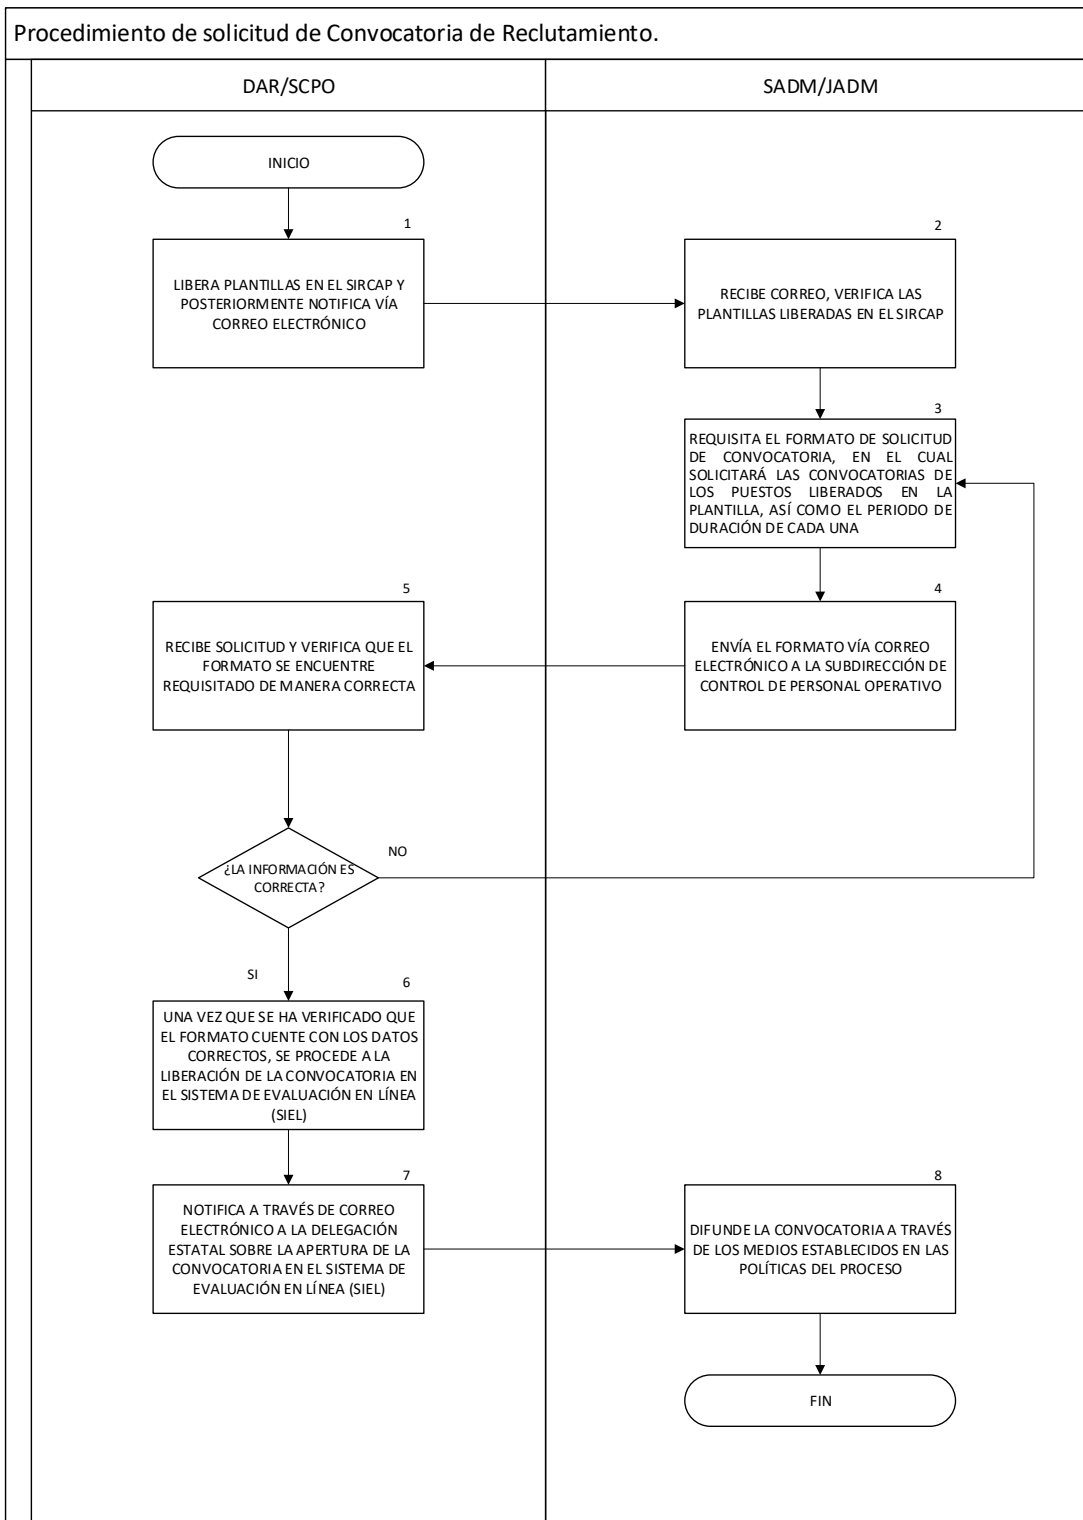 Procedimiento de solicitud de Convocatoria de Reclutamiento.
DAR/SCPO
SADM/JADM
INICIO
1
LIBERA PLANTILLAS EN EL SIRCAP Y
POSTERIORMENTE NOTIFICA VÍA
CORREO ELECTRÓNICO
2
RECIBE CORREO, VERIFICA LAS
PLANTILLAS LIBERADAS EN EL SIRCAP
3
REQUISITA EL FORMATO DE SOLICITUD
DE CONVOCATORIA, EN EL CUAL
SOLICITARÁ LAS CONVOCATORIAS DE
LOS PUESTOS LIBERADOS EN LA
PLANTILLA, ASÍ COMO EL PERIODO DE
DURACIÓN DE CADA UNA
4
ENVÍA EL FORMATO VÍA CORREO
ELECTRÓNICO A LA SUBDIRECCIÓN DE
CONTROL DE PERSONAL OPERATIVO
5
RECIBE SOLICITUD Y VERIFICA QUE EL
FORMATO SE ENCUENTRE
REQUISITADO DE MANERA CORRECTA
¿LA INFORMACIÓN ES
CORRECTA?
NO
SI
6
UNA VEZ QUE SE HA VERIFICADO QUE
EL FORMATO CUENTE CON LOS DATOS
CORRECTOS, SE PROCEDE A LA
LIBERACIÓN DE LA CONVOCATORIA EN
EL SISTEMA DE EVALUACIÓN EN LÍNEA
(SIEL)
7
NOTIFICA A TRAVÉS DE CORREO
ELECTRÓNICO A LA DELEGACIÓN
ESTATAL SOBRE LA APERTURA DE LA
CONVOCATORIA EN EL SISTEMA DE
EVALUACIÓN EN LÍNEA (SIEL)
8
DIFUNDE LA CONVOCATORIA A TRAVÉS
DE LOS MEDIOS ESTABLECIDOS EN LAS
POLÍTICAS DEL PROCESO
FIN